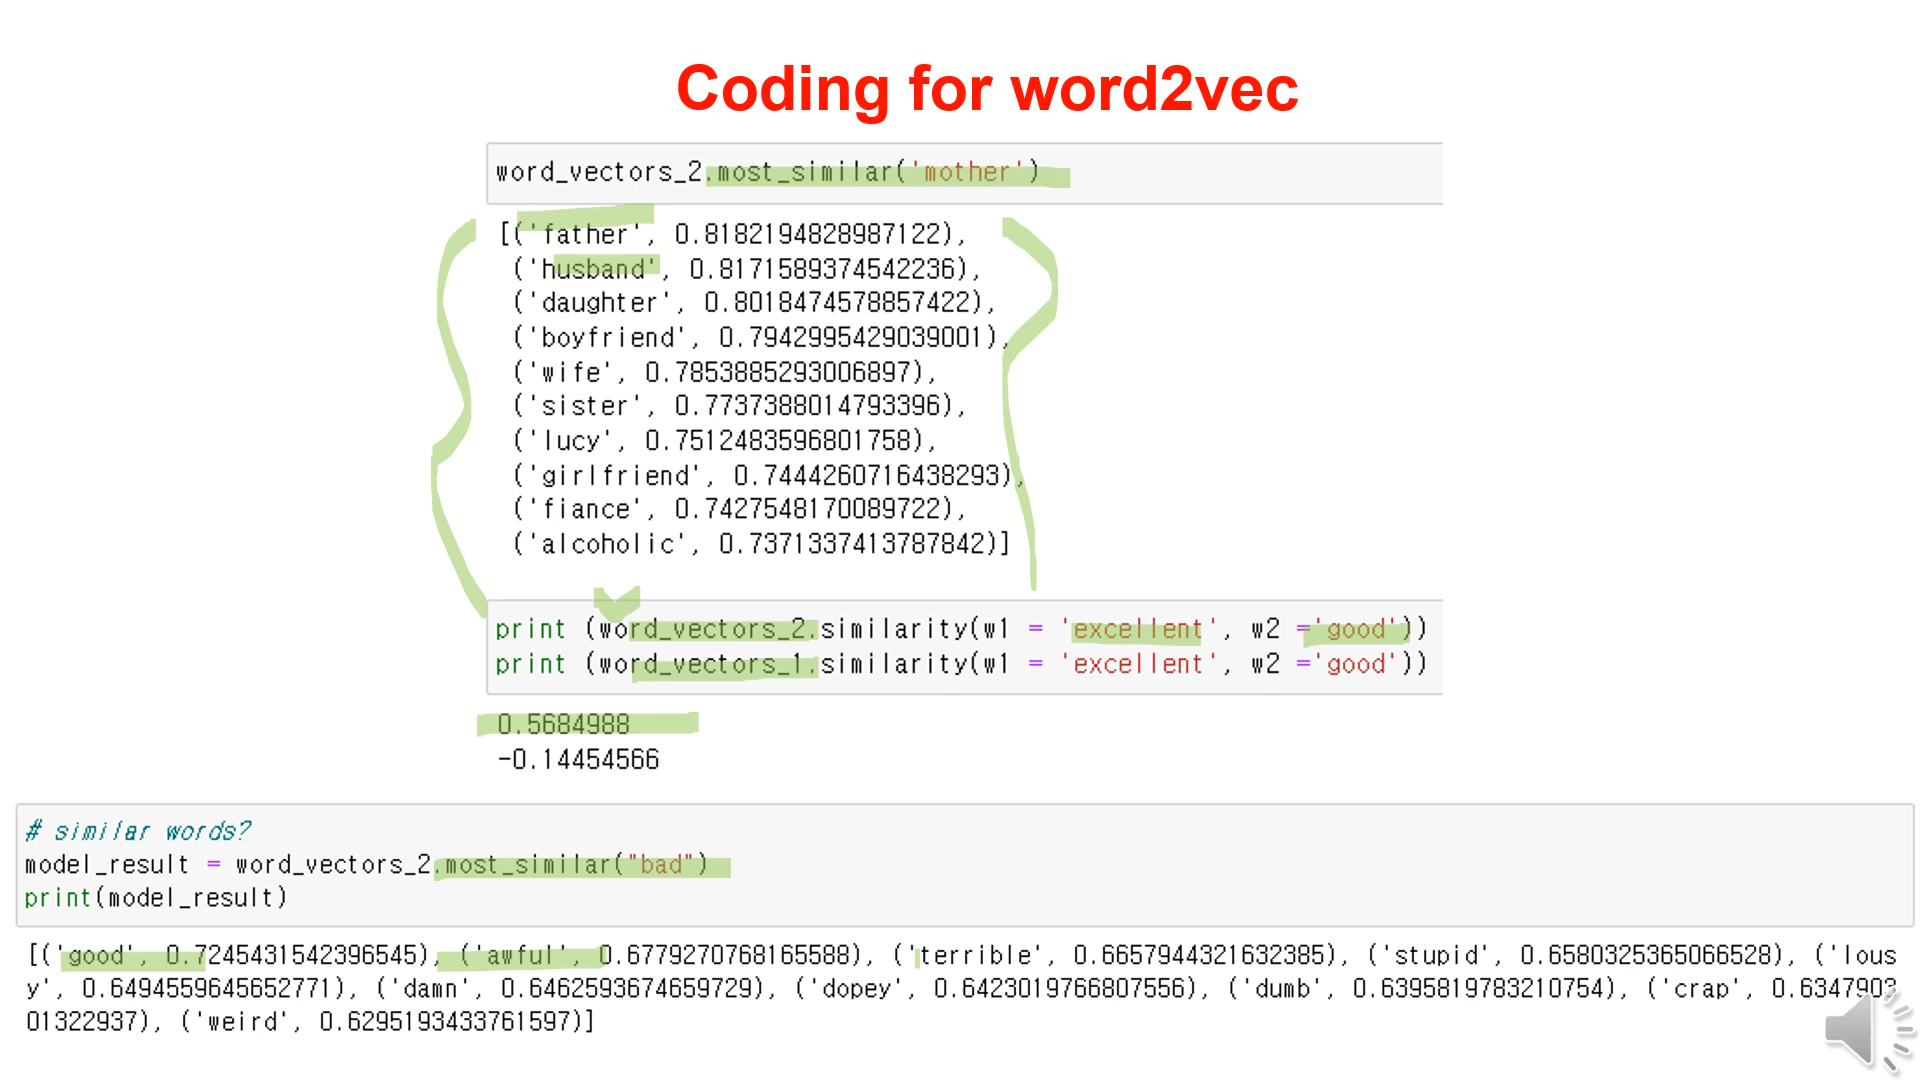 Coding for word2vec
word_vectors_2.most_similar('mother')
[('father', 0.8182194828987122),
('husband', 0.8171589374542236),
('daughter', 0.8018474578857422),
('boyfriend', 0.7942995429039001),
('wife', 0.7853885293006897),
('sister', 0.7737388014793396),
('lucy', 0.7512483596801758),
('girlfriend', 0.7444260716438293),
('fiance', 0.7427548170089722),
('alcoholic', 0.7371337413787842)]
print (word_vectors_2.similarity(w1 = 'excellent', w2 ='good'))
print (word_vectors_1.similarity(w1 = 'excellent', w2 ='good'))
0.5684988
-0.14454566
# similar words?
model_result = word_vectors_2.most_similar("bad")
print(model_result)
[('good', 0.7245431542396545), ('awful', 0.6779270768165588), ('terrible', 0.6657944321632385), ('stupid', 0.6580325365066528), ('lous
y', 0.6494559645652771), ('damn', 0.6462593674659729), ('dopey', 0.6423019766807556), ('dumb', 0.6395819783210754), ('crap', 0.6347903
01322937), ('weird', 0.6295193433761597)]